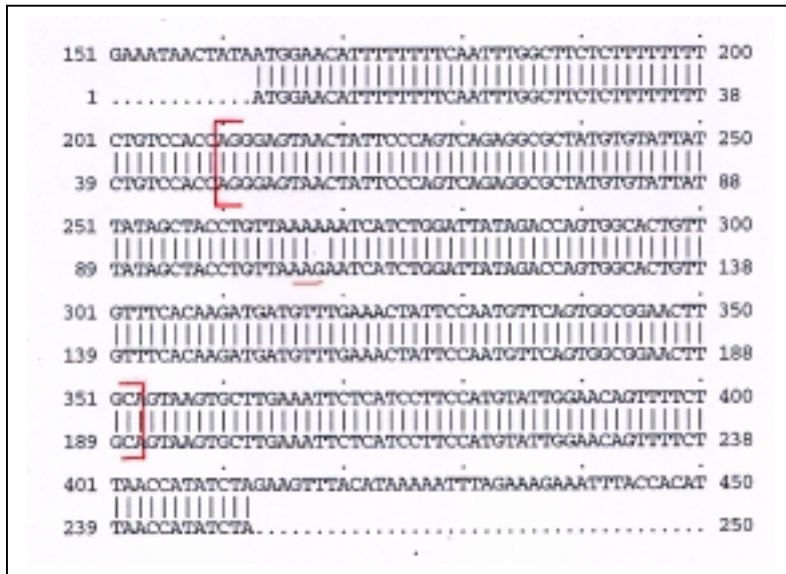 151 GAAATAACTATAATGGAACATTTTTTTTCAATTTGGCTTCTCTTTTTTTT 200
1 ............ATGGAACATTTTTTTTCAATTTGGCTTCTCTTTTTTTT 38
201 CTGTCCACCAGGGAGTAACTATTCCCAGTCAGAGGCGCTATGTGTATTAT 250
39 CTGTCCACCAGGGAGTAACTATTCCCAGTCAGAGGCGCTATGTGTATTAT 88
251 TATAGCTACCTGTTAAAAAATCATCTGGATTATAGACCAGTGGCACTGTT 300
89 TATAGCTACCTGTTAAAGAATCATCTGGATTATAGACCAGTGGCACTGTT 138
301 GTTTCACAAGATGATGTTTGAAACTATTCCAATGTTCAGTGGCGGAACTT 350
139 GTTTCACAAGATGATGTTTGAAACTATTCCAATGTTCAGTGGCGGAACTT 188
351 GCAGTAAGTGCTTGAAATTCTCATCCTTCCATGTATTGGAACAGTTTTCT 400
189 GCAGTAAGTGCTTGAAATTCTCATCCTTCCATGTATTGGAACAGTTTTCT 238
401 TAACCATATCTAGAAGTTTACATAAAAATTTAGAAAGAAATTTACCACAT 450
239 TAACCATATCTA...................................... 250